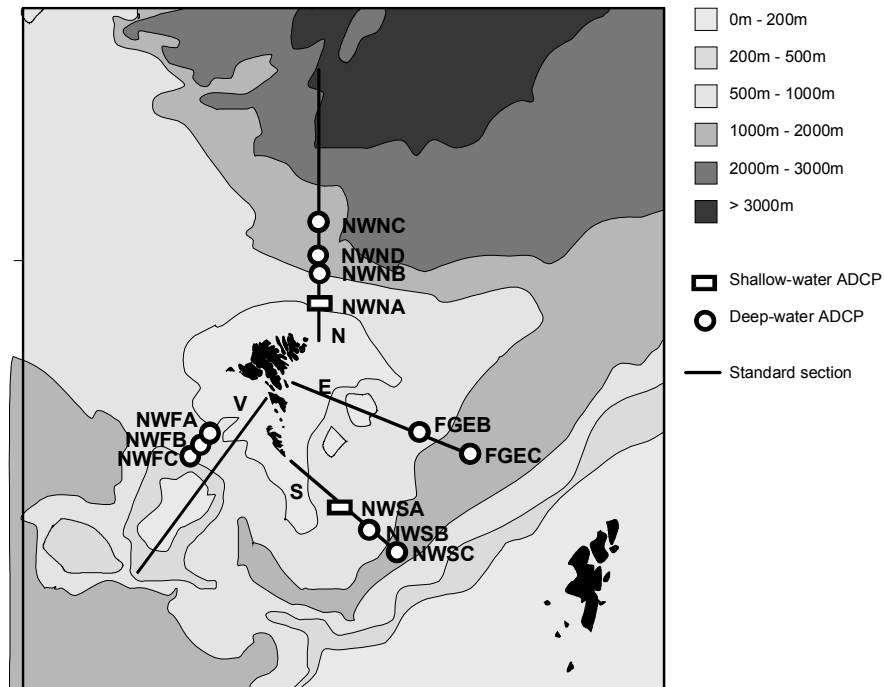 0m - 200m
200m - 500m
500m - 1000m
1000m - 2000m
2000m - 3000m
> 3000m
Shallow-water ADCP
Deep-water ADCP
Standard section
NWNC
NWND
NWNB
NWNA
N
E
V
NWFA
NWFB
NWFC
FGEB
FGEC
S
NWSA
NWSB
NWSC